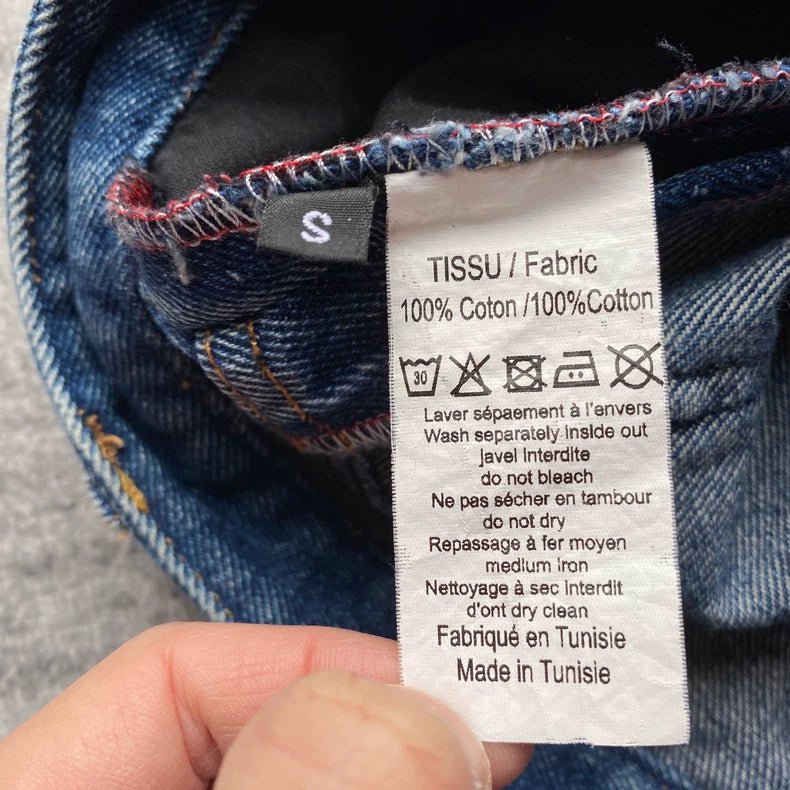 S
TISSU / Fabric
100% Coton /100%Cotton
30
Laver sépaement à l'envers
Wash separately inside out
javel interdite
do not bleach
Ne pas sécher en tambour
do not dry
Repassage à fer moyen
medium iron
Nettoyage à sec interdit
d'ont dry clean
Fabriqué en Tunisie
Made in Tunisie